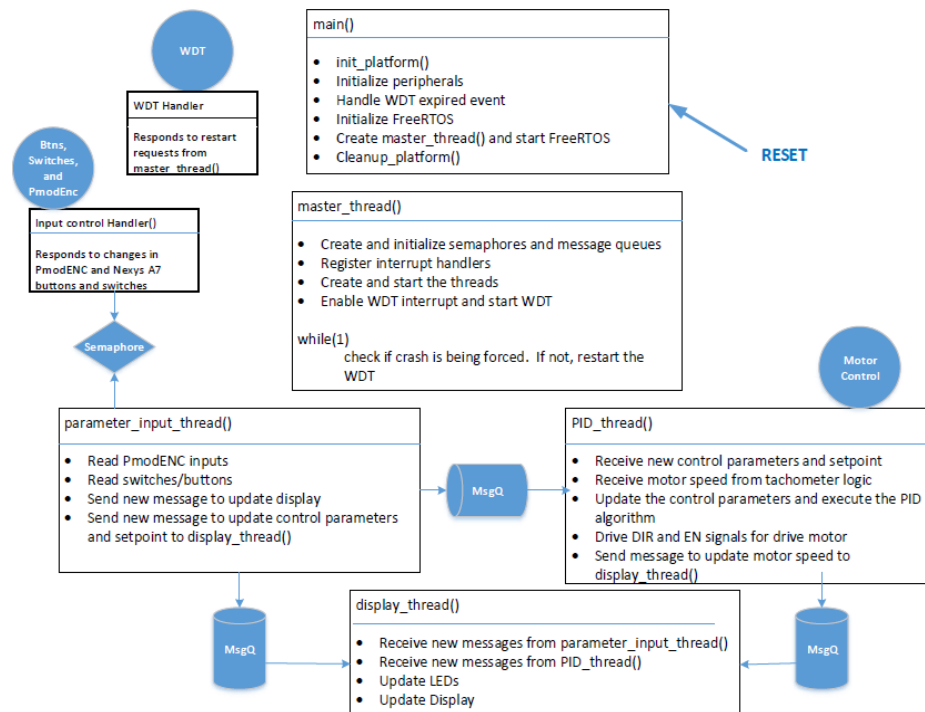 WDT
WDT Handler
Responds to restart
requests from
master_thread()
Btns,
Switches,
and
PmodEnc
Input control Handler()
Responds to changes in
PmodENC and Nexys A7
buttons and switches
Semaphore
main()
• init_platform()
• Initialize peripherals
• Handle WDT expired event
• Initialize FreeRTOS
• Create master_thread() and start FreeRTOS
• Cleanup_platform()
RESET
master_thread()
• Create and initialize semaphores and message queues
• Register interrupt handlers
• Create and start the threads
• Enable WDT interrupt and start WDT
while(1)
check if crash is being forced. If not, restart the
WDT
Motor
Control
parameter_input_thread()
• Read PmodENC inputs
• Read switches/buttons
• Send new message to update display
• Send new message to update control parameters
and setpoint to display_thread()
MsgQ
PID_thread()
• Receive new control parameters and setpoint
• Receive motor speed from tachometer logic
• Update the control parameters and execute the PID
algorithm
• Drive DIR and EN signals for drive motor
• Send message to update motor speed to
display_thread()
MsgQ
display_thread()
• Receive new messages from parameter_input_thread()
• Receive new messages from PID_thread()
• Update LEDs
• Update Display
MsgQ